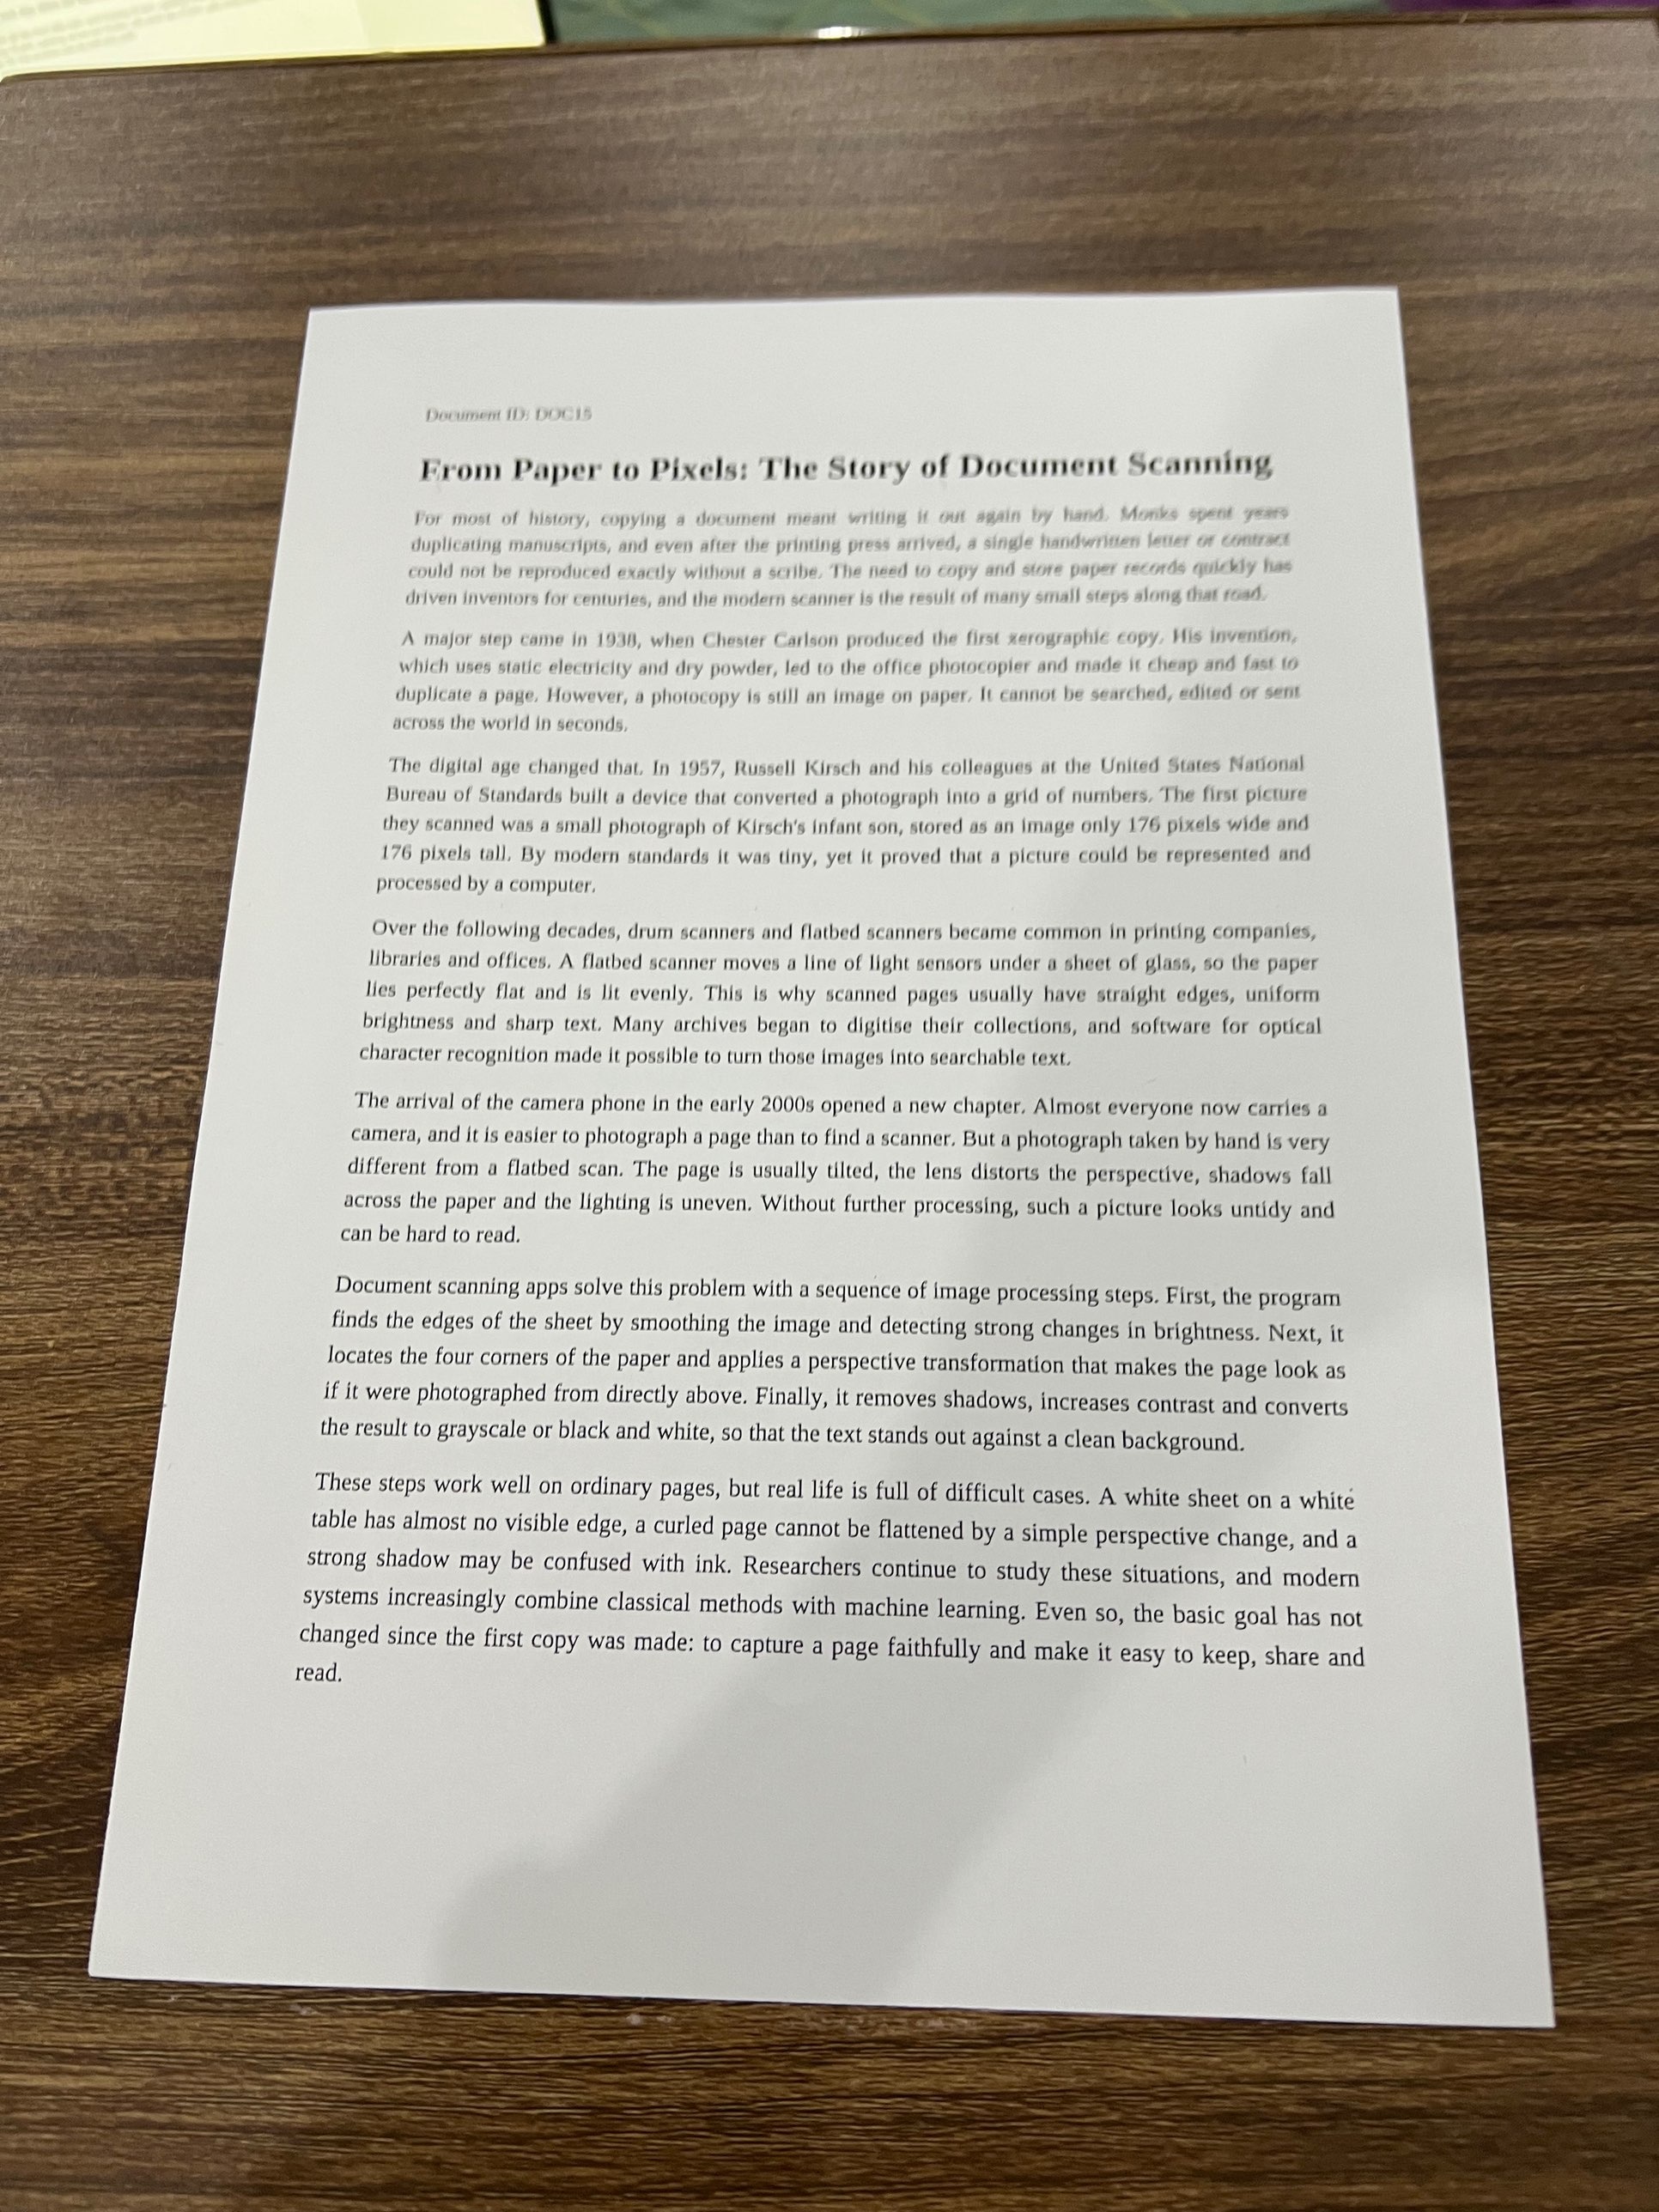 Document ID: DOC15
From Paper to Pixels: The Story of Document Scanning
For most of history, copying a document meant writing it out again by hand. Monks spent years
duplicating manuscripts, and even after the printing press arrived, a single handwritten letter or contract
could not be reproduced exactly without a scribe. The need to copy and store paper records quickly has
driven inventors for centuries, and the modern scanner is the result of many small steps along that road.
A major step came in 1938, when Chester Carlson produced the first xerographic copy. His invention,
which uses static electricity and dry powder, led to the office photocopier and made it cheap and fast to
duplicate a page. However, a photocopy is still an image on paper. It cannot be searched, edited or sent
across the world in seconds.
The digital age changed that. In 1957, Russell Kirsch and his colleagues at the United States National
Bureau of Standards built a device that converted a photograph into a grid of numbers. The first picture
they scanned was a small photograph of Kirsch's infant son, stored as an image only 176 pixels wide and
176 pixels tall. By modern standards it was tiny, yet it proved that a picture could be represented and
processed by a computer.
Over the following decades, drum scanners and flatbed scanners became common in printing companies,
libraries and offices. A flatbed scanner moves a line of light sensors under a sheet of glass, so the paper
lies perfectly flat and is lit evenly. This is why scanned pages usually have straight edges, uniform
brightness and sharp text. Many archives began to digitise their collections, and software for optical
character recognition made it possible to turn those images into searchable text.
The arrival of the camera phone in the early 2000s opened a new chapter. Almost everyone now carries a
camera, and it is easier to photograph a page than to find a scanner. But a photograph taken by hand is very
different from a flatbed scan. The page is usually tilted, the lens distorts the perspective, shadows fall
across the paper and the lighting is uneven. Without further processing, such a picture looks untidy and
can be hard to read.
Document scanning apps solve this problem with a sequence of image processing steps. First, the program
finds the edges of the sheet by smoothing the image and detecting strong changes in brightness. Next, it
locates the four corners of the paper and applies a perspective transformation that makes the page look as
if it were photographed from directly above. Finally, it removes shadows, increases contrast and converts
the result to grayscale or black and white, so that the text stands out against a clean background.
These steps work well on ordinary pages, but real life is full of difficult cases. A white sheet on a white
table has almost no visible edge, a curled page cannot be flattened by a simple perspective change, and a
strong shadow may be confused with ink. Researchers continue to study these situations, and modern
systems increasingly combine classical methods with machine learning. Even so, the basic goal has not
changed since the first copy was made: to capture a page faithfully and make it easy to keep, share and
read.